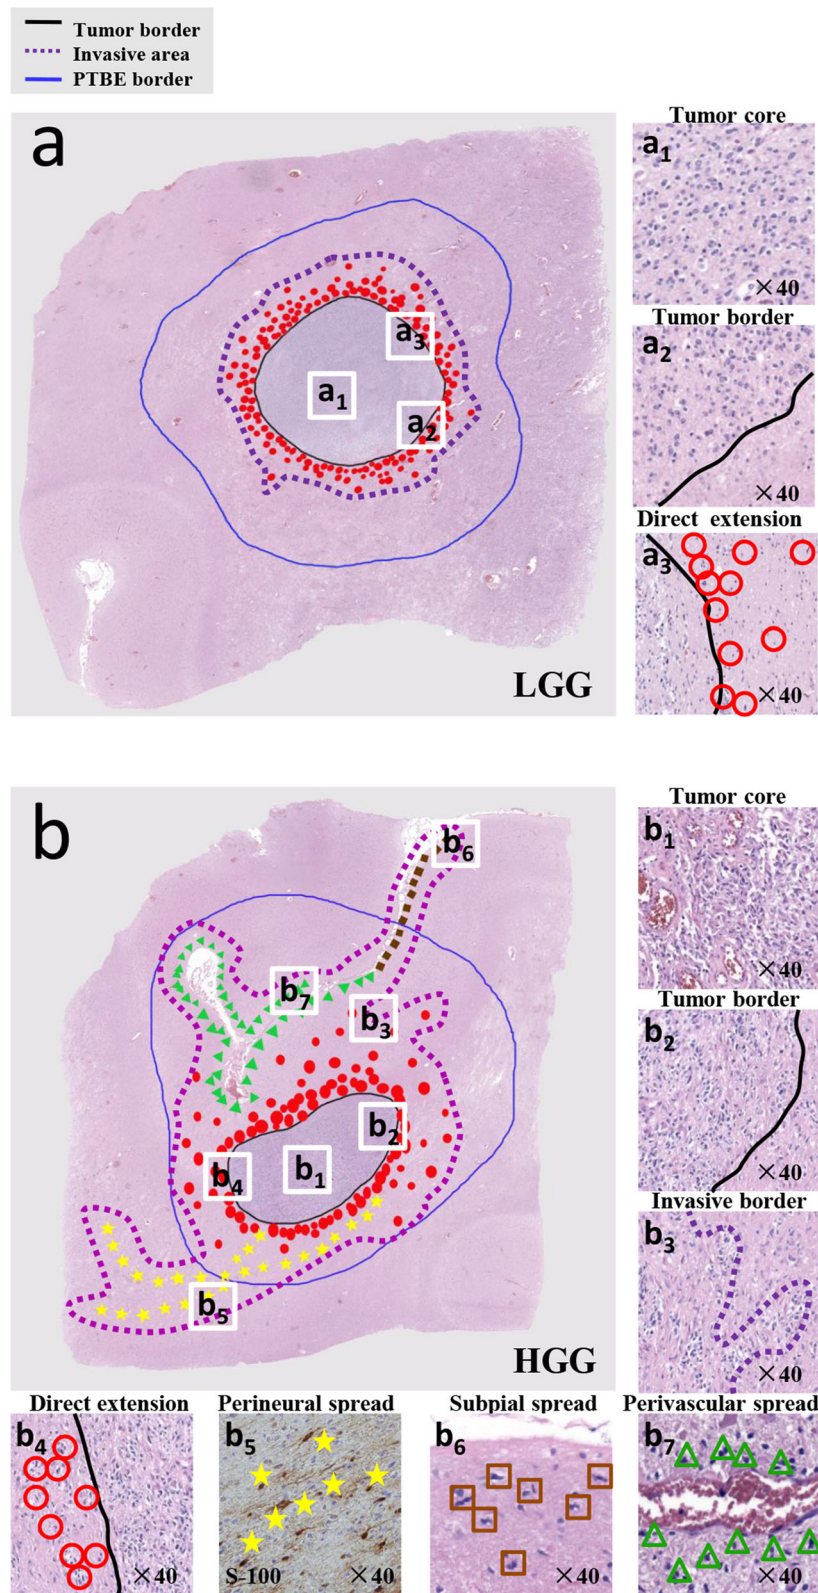 Tumor border
Invasive area
PTBE border
a
a3
a1
a2
LGG
Tumor core
a1
×40
Tumor border
a2
×40
Direct extension
a3
×40
b
b6
b7
b3
b2
b4
b1
b5
HGG
Tumor core
b1
×40
Tumor border
b2
×40
Invasive border
b3
×40
Direct extension
b4
×40
Perineural spread
b5
S-100 ×40
Subpial spread
b6
×40
Perivascular spread
b7
×40